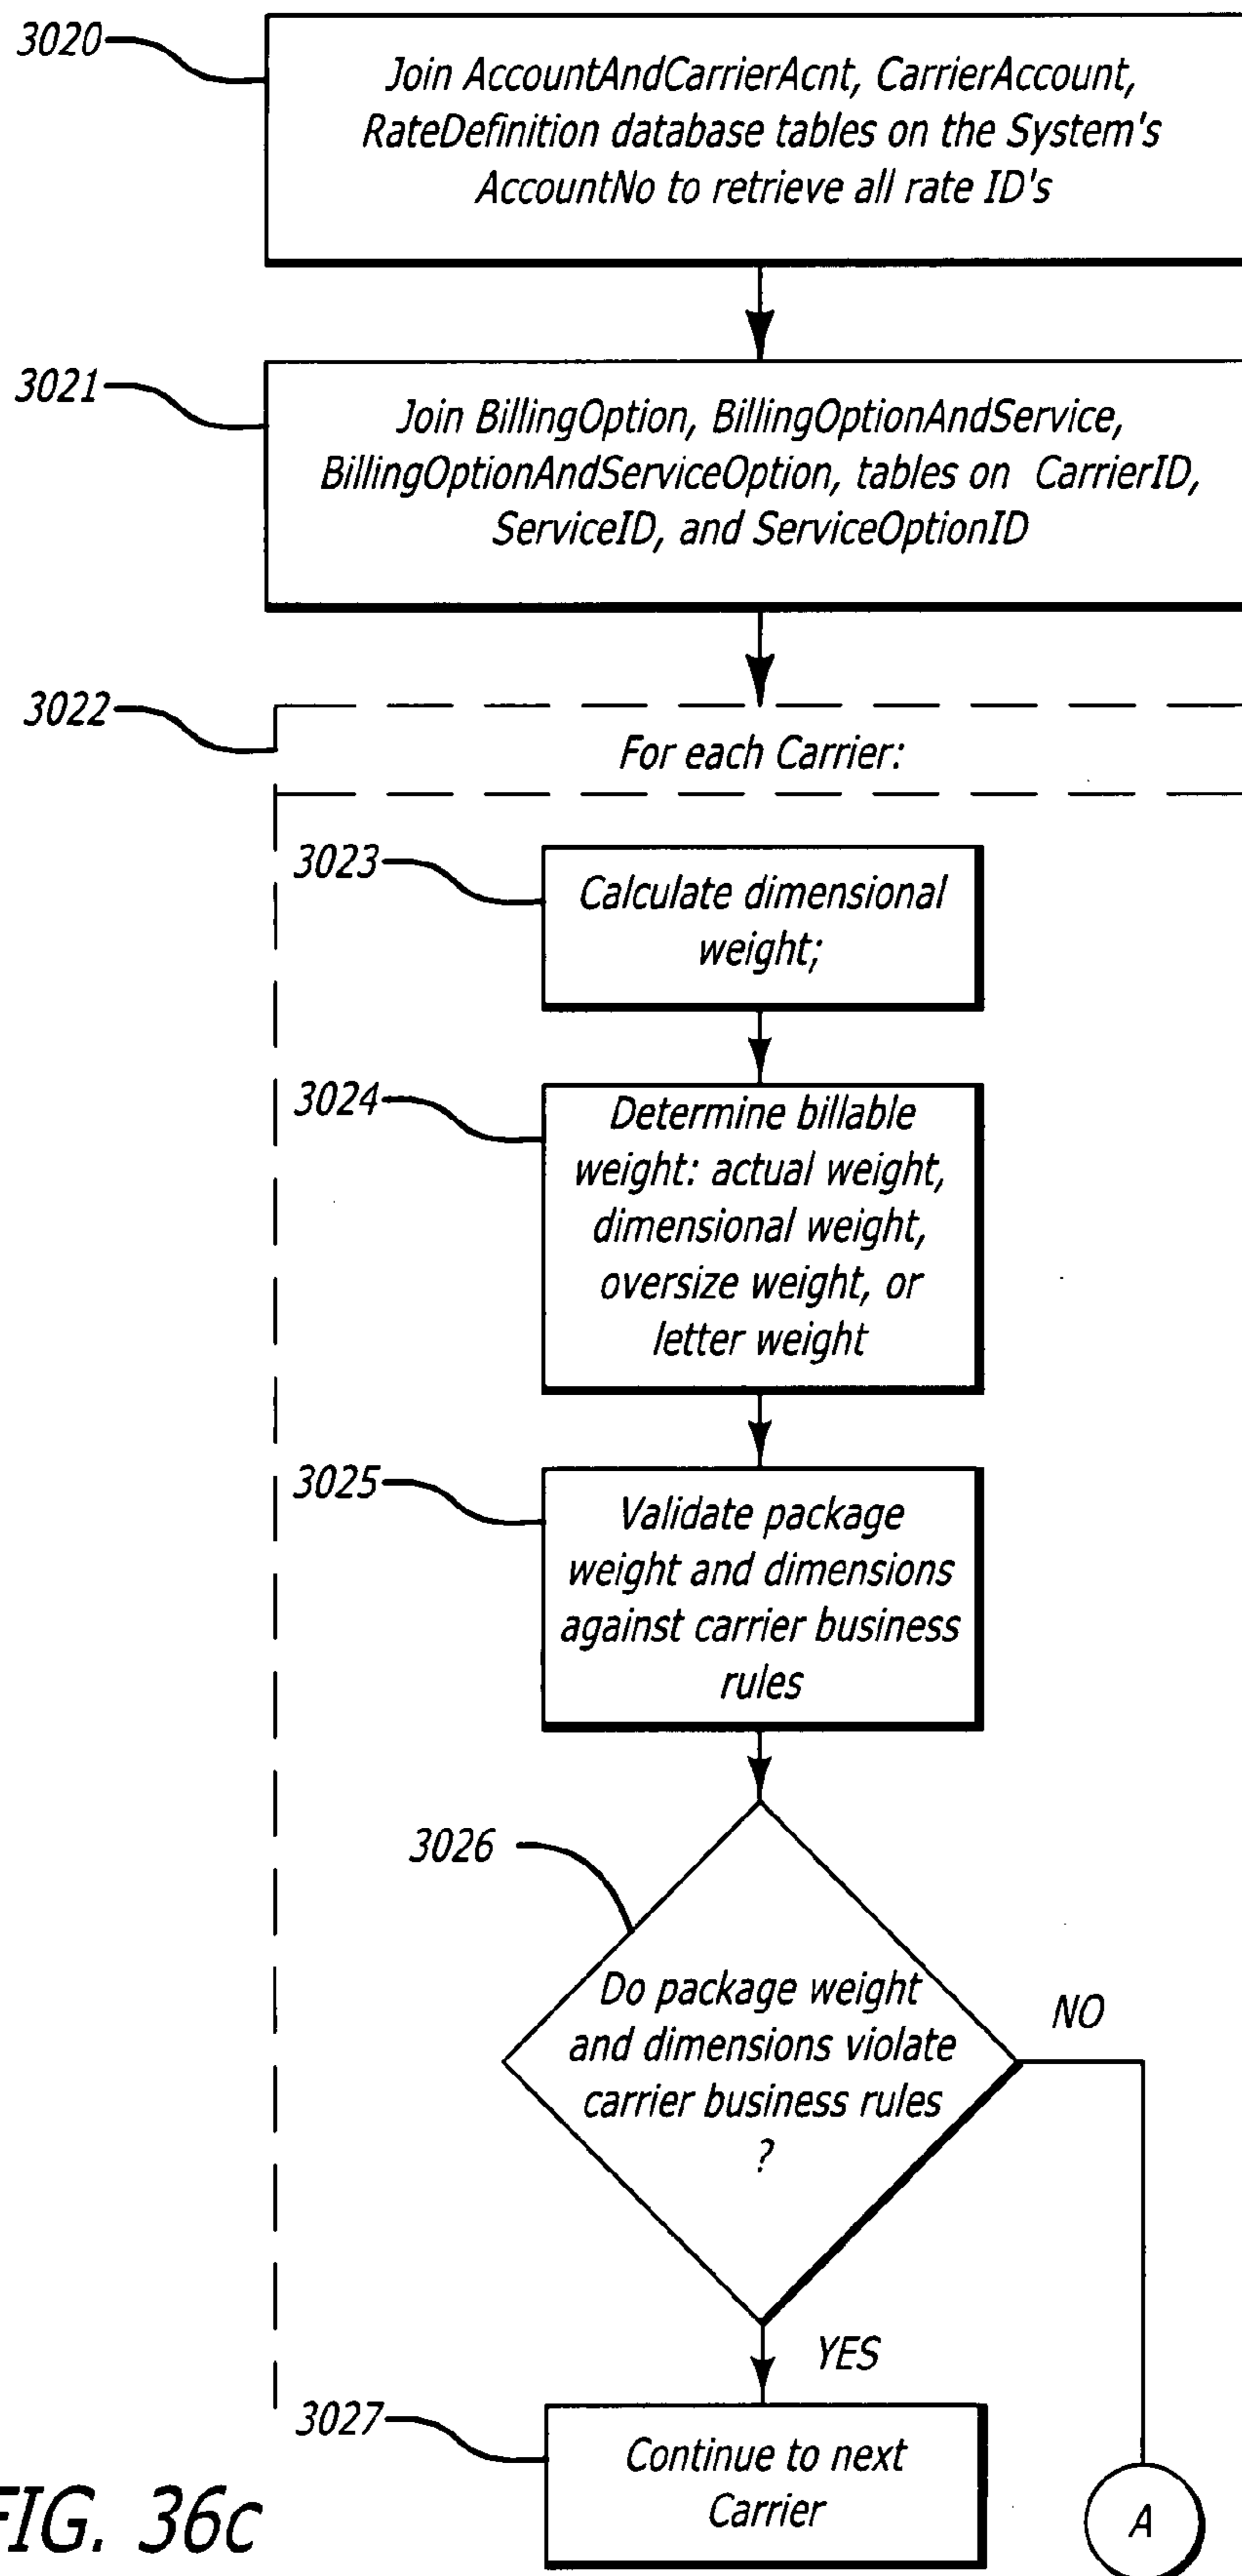 3020
Join AccountAndCarrierAcnt, CarrierAccount,
RateDefinition database tables on the System's
AccountNo to retrieve all rate ID's
3021
Join BillingOption, BillingOptionAndService,
BillingOptionAndServiceOption, tables on CarrierID,
ServiceID, and ServiceOptionID
3022
For each Carrier:
3023
Calculate dimensional
weight;
3024
Determine billable
weight: actual weight,
dimensional weight,
oversize weight, or
letter weight
3025
Validate package
weight and dimensions
against carrier business
rules
3026
Do package weight
and dimensions violate
carrier business rules
?
NO
YES
3027
Continue to next
Carrier
A
FIG. 36c